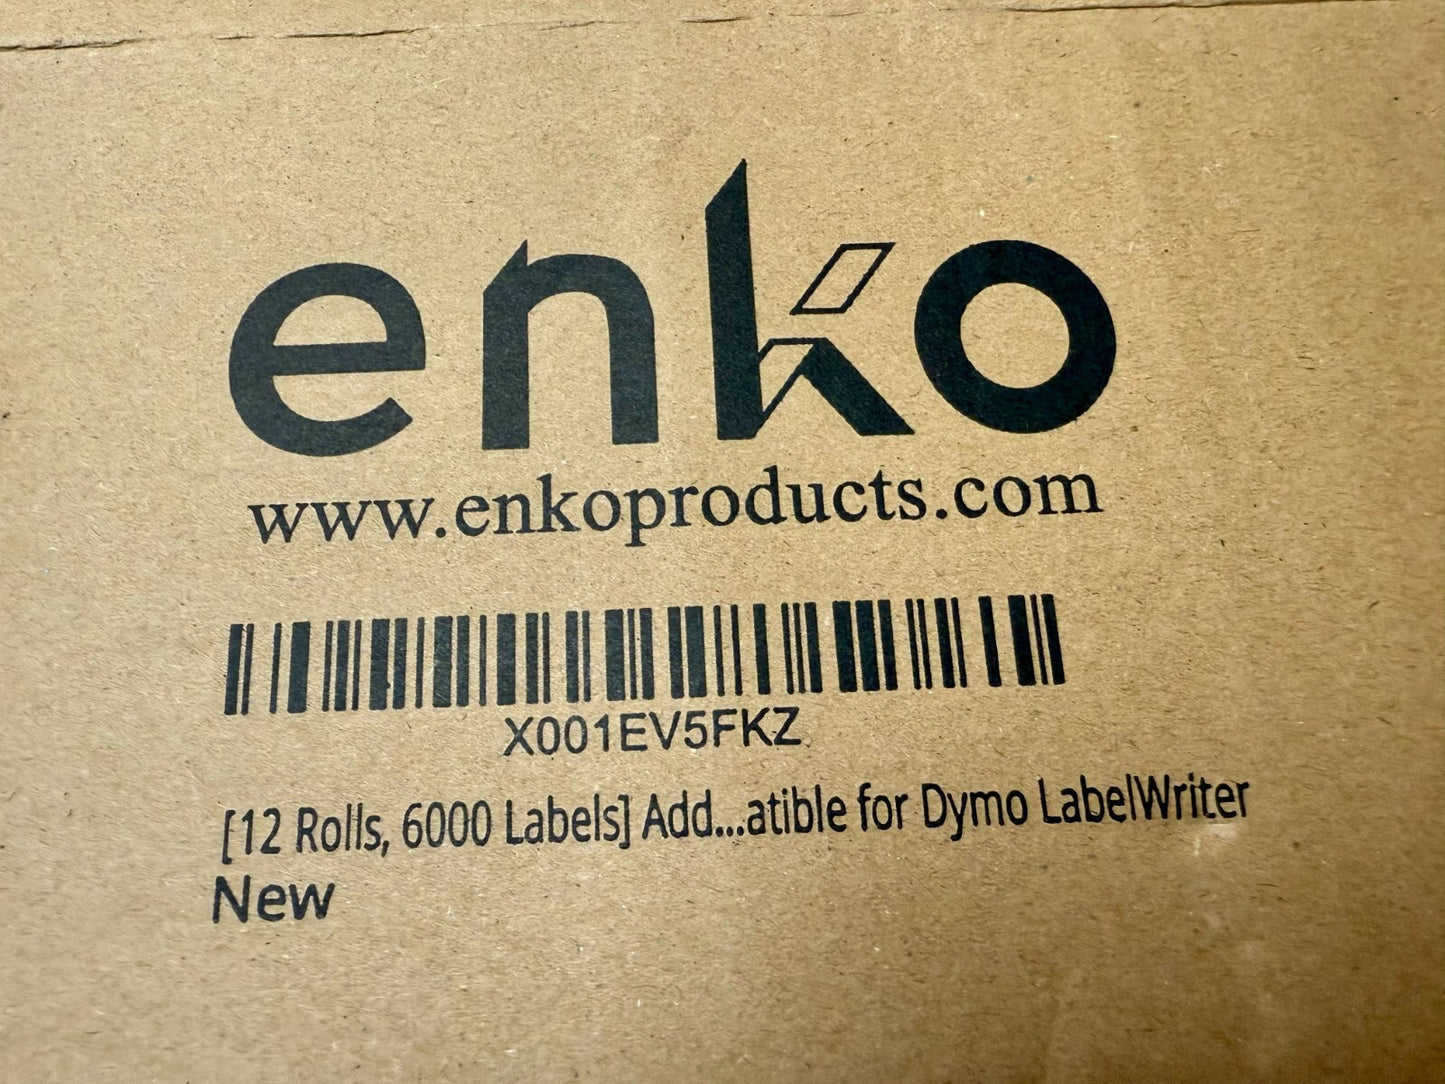 enko
www.enkoproducts.com
X001EV5FKZ
[12 Rolls, 6000 Labels] Add...atible for Dymo LabelWriter
New